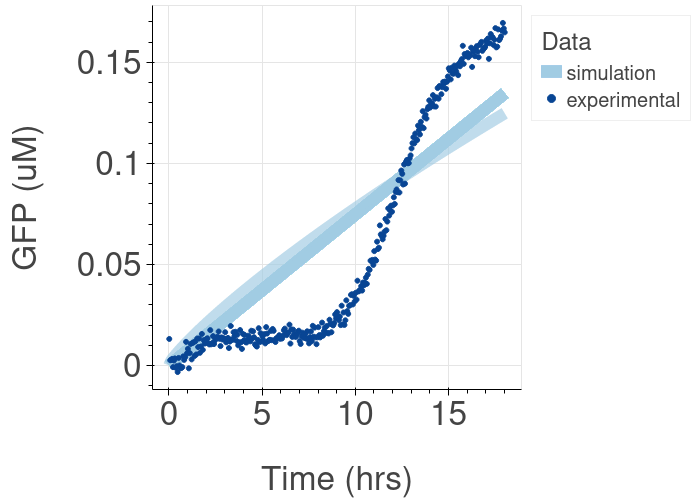 GFP (uM)
0.15
0.1
0.05
0
0
5
10
15
Time (hrs)
Data
simulation
experimental